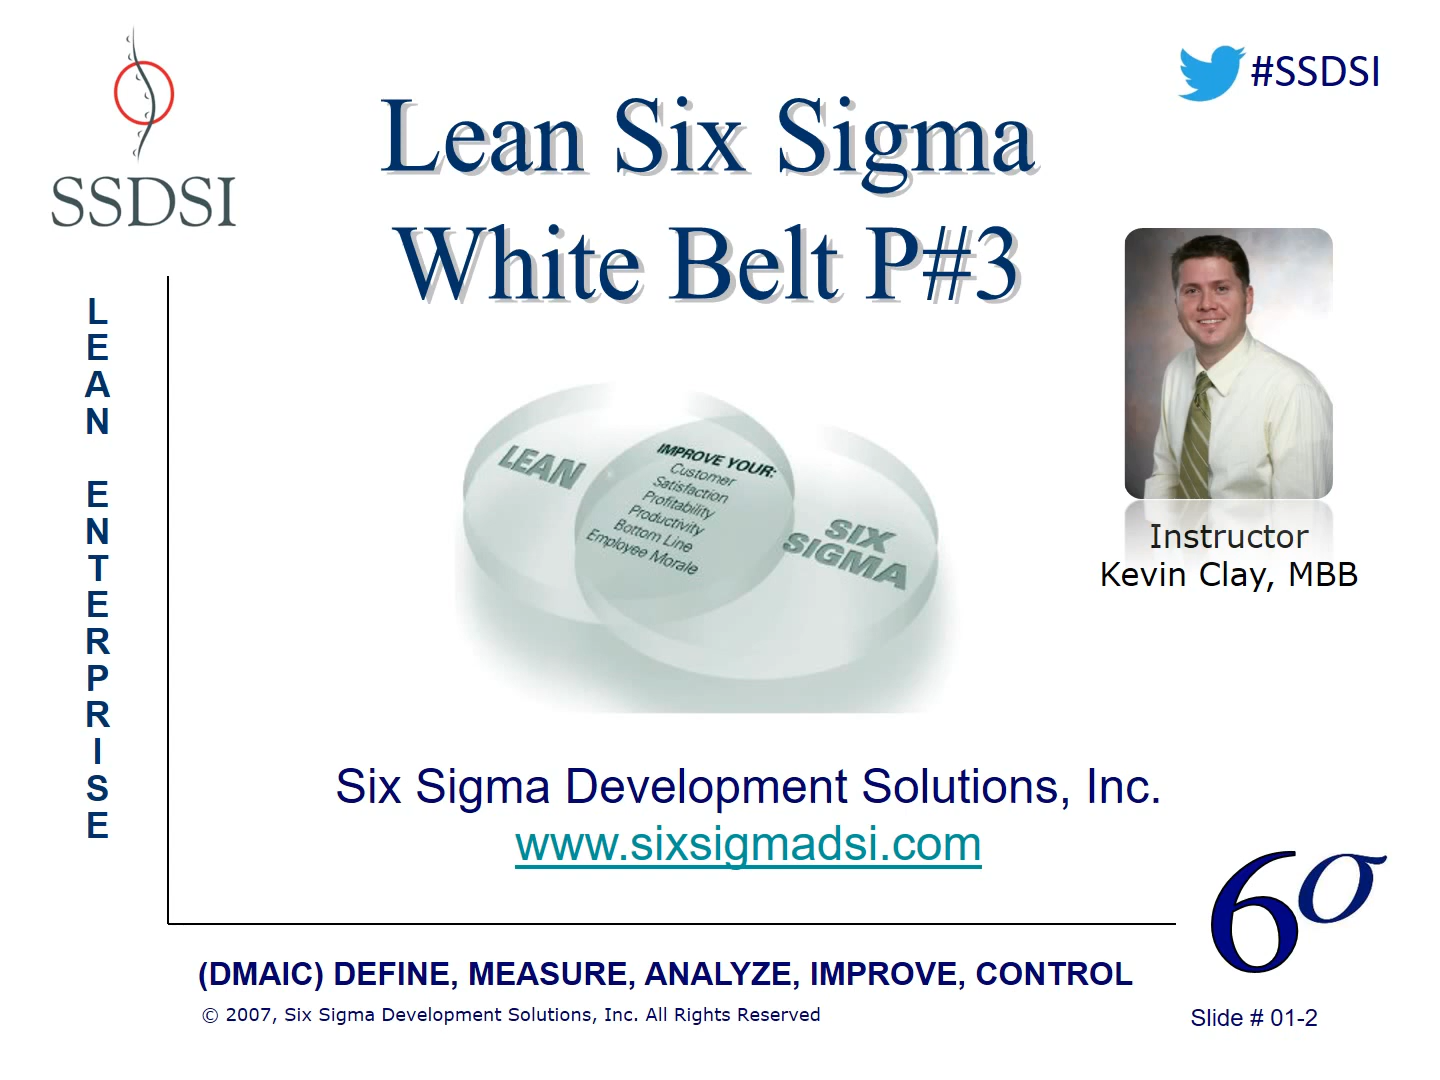 SSDSI
#SSDSI
Lean Six Sigma
White Belt P#3
LEAN ENTERPRISE
LEAN
IMPROVE YOUR:
Customer
Satisfaction
Profitability
Productivity
Bottom Line
Employee Morale
SIX
SIGMA
Instructor
Kevin Clay, MBB
Six Sigma Development Solutions, Inc.
www.sixsigmadsi.com
6σ
(DMAIC) DEFINE, MEASURE, ANALYZE, IMPROVE, CONTROL
© 2007, Six Sigma Development Solutions, Inc. All Rights Reserved
Slide # 01-2